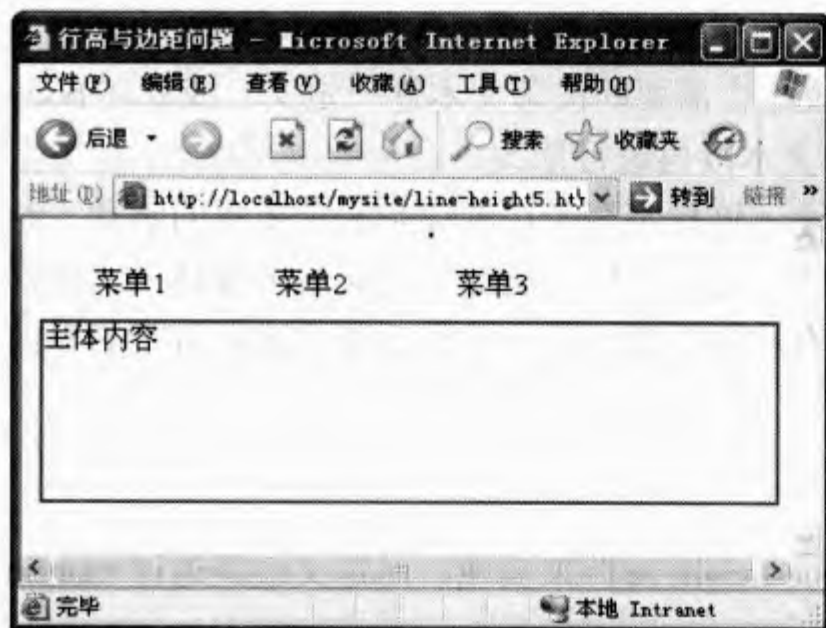 行高与边距问题 - Microsoft Internet Explorer
文件(F) 编辑(E) 查看(V) 收藏(A) 工具(T) 帮助(H)
后退 搜索 收藏夹
地址(D) http://localhost/mysite/line-height5.ht 转到 链接 »
菜单1 菜单2 菜单3
主体内容
完毕 本地 Intranet